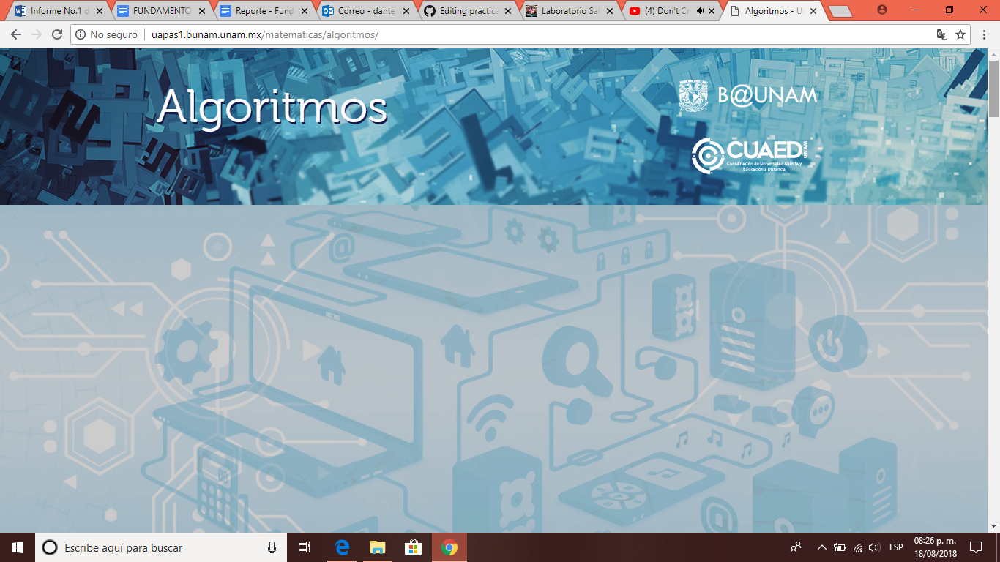 Informe No.1 d
FUNDAMENTO
Reporte - Fund
Correo - dante
Editing practica
Laboratorio Sal
(4) Don't Cr
Algoritmos - U
No seguro | uapas1.bunam.unam.mx/matematicas/algoritmos/
Algoritmos
B@UNAM
CUAED UNAM
Coordinación de Universidad Abierta y
Educación a Distancia
Escribe aquí para buscar
ESP
08:26 p. m.
18/08/2018